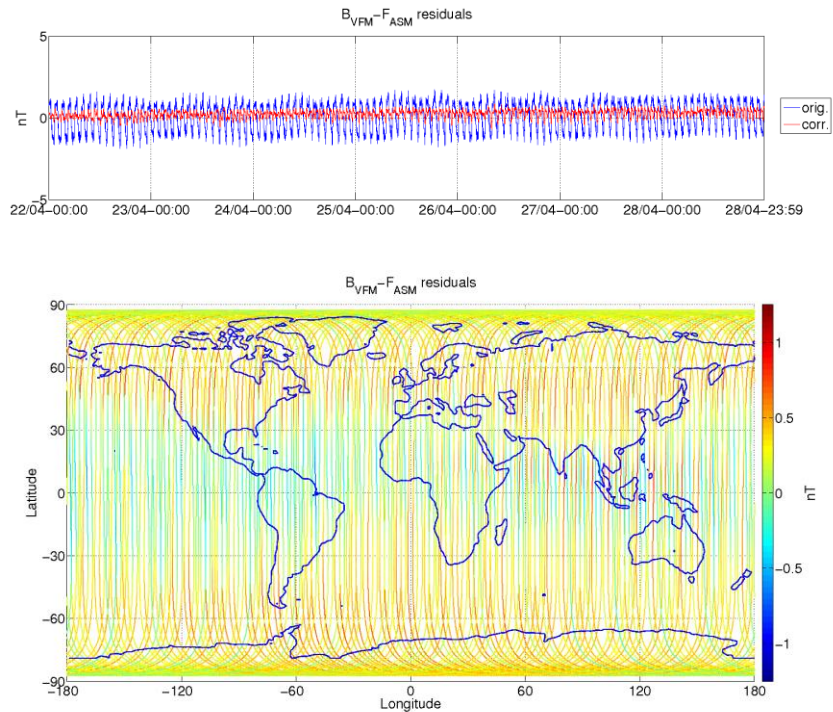 B_VFM−F_ASM residuals
5
0
−5
nT
orig.
corr.
22/04−00:00 23/04−00:00 24/04−00:00 25/04−00:00 26/04−00:00 27/04−00:00 28/04−00:00 28/04−23:59
B_VFM−F_ASM residuals
90
60
30
0
−30
−60
−90
Latitude
−180 −120 −60 0 60 120 180
Longitude
1
0.5
0
−0.5
−1
nT